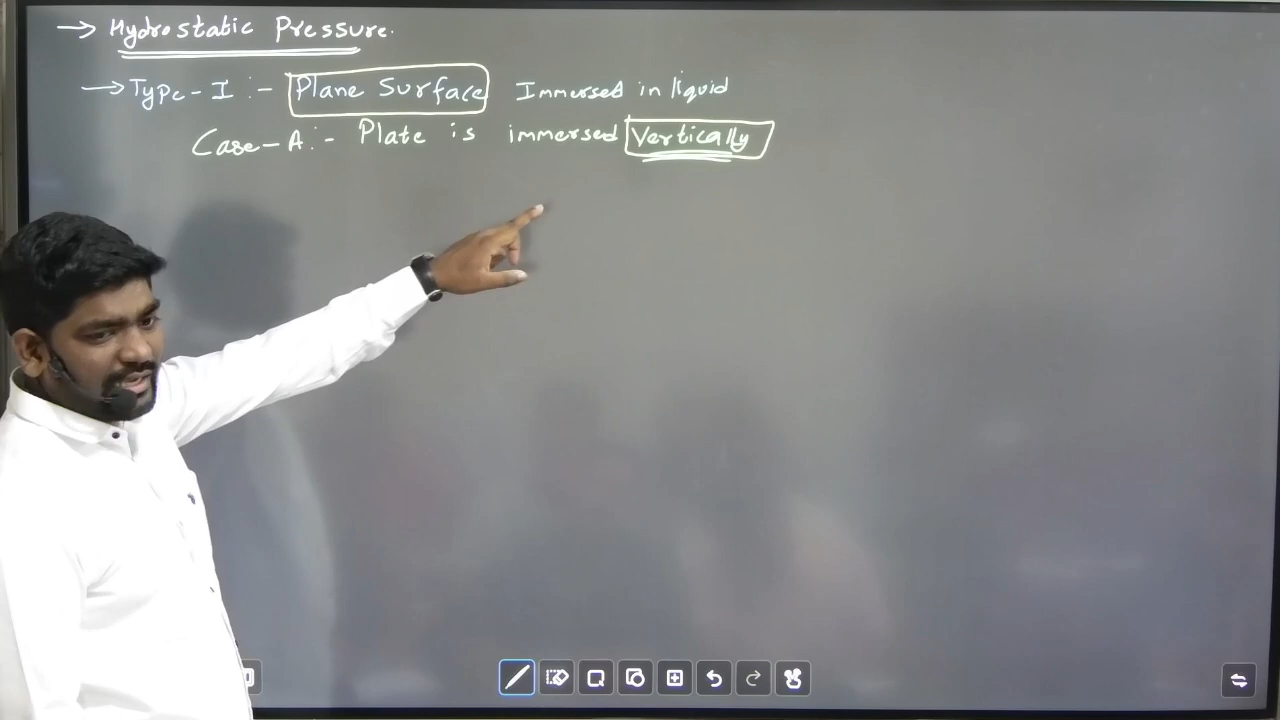 → Hydrostatic Pressure.
→ Type - I :- Plane Surface Immersed in liquid
Case - A :- Plate is immersed Vertically